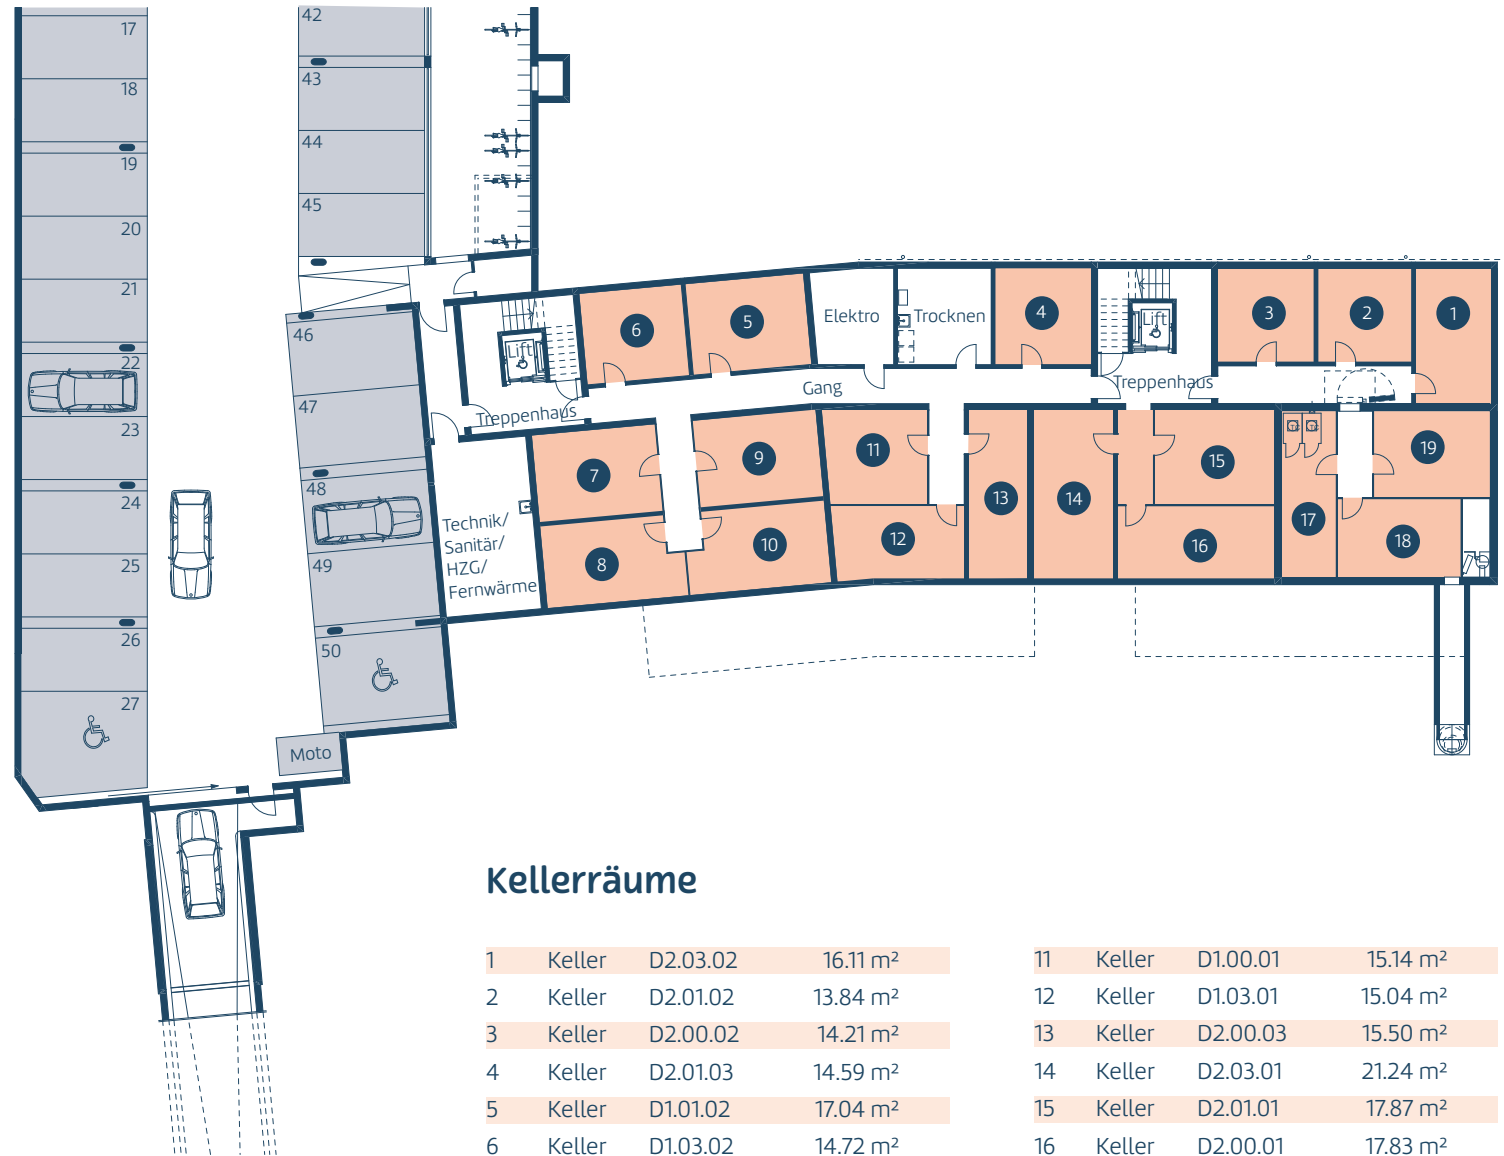 17
18
19
20
21
22
23
24
25
26
27
42
43
44
45
46
47
48
49
50
Moto
Lift
Treppenhaus
6
5
Elektro
Trocknen
4
Lift
Treppenhaus
3
2
1
Gang
7
8
9
10
11
12
13
14
15
16
17
18
19
Technik/
Sanitär/
HZG/
Fernwärme
Kellerräume
1 Keller D2.03.02 16.11 m²
2 Keller D2.01.02 13.84 m²
3 Keller D2.00.02 14.21 m²
4 Keller D2.01.03 14.59 m²
5 Keller D1.01.02 17.04 m²
6 Keller D1.03.02 14.72 m²
11 Keller D1.00.01 15.14 m²
12 Keller D1.03.01 15.04 m²
13 Keller D2.00.03 15.50 m²
14 Keller D2.03.01 21.24 m²
15 Keller D2.01.01 17.87 m²
16 Keller D2.00.01 17.83 m²